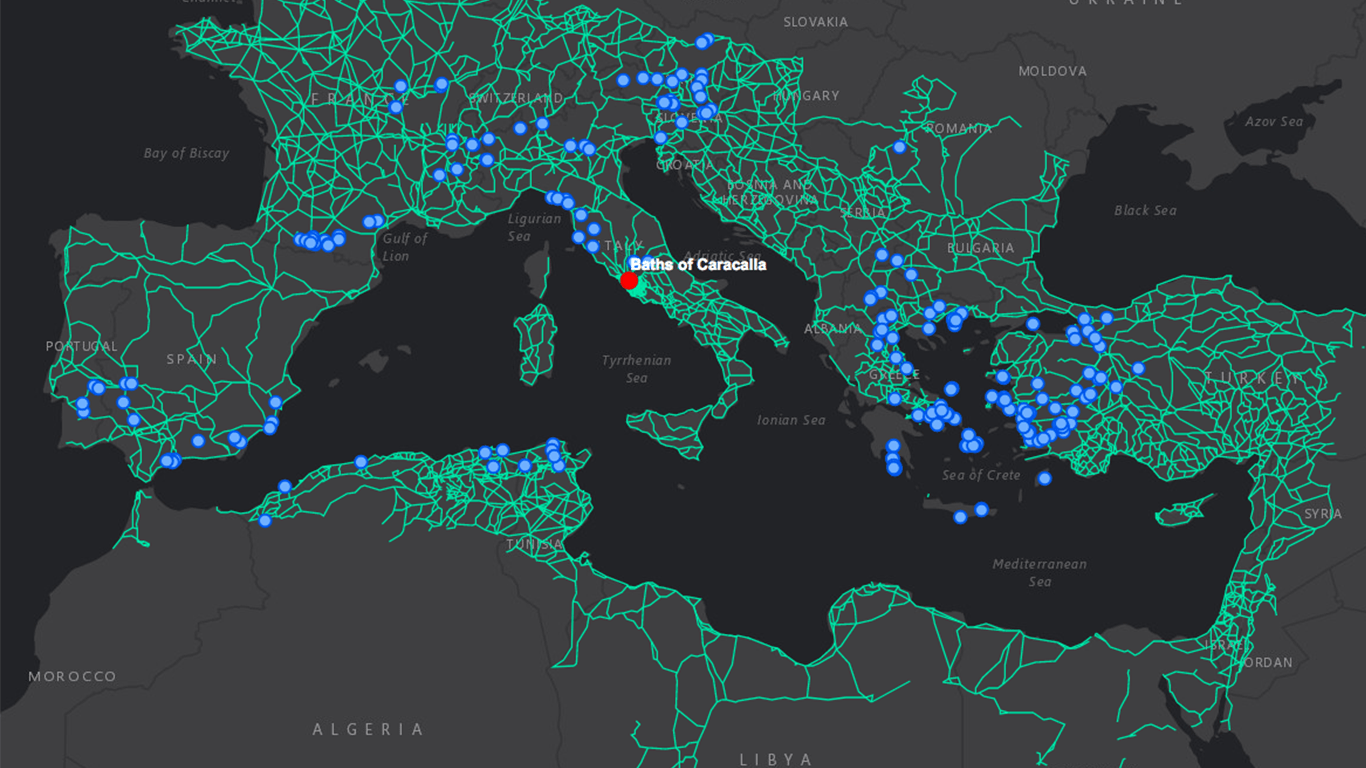 Channel
UKRAINE
SLOVAKIA
MOLDOVA
FRANCE
SWITZERLAND
HUNGARY
SLOVENIA
ROMANIA
Azov Sea
Bay of Biscay
CROATIA
BOSNIA AND
HERZEGOVINA
SERBIA
Black Sea
Ligurian
Sea
Gulf of
Lion
ITALY
Adriatic Sea
BULGARIA
Baths of Caracalla
PORTUGAL
SPAIN
ALBANIA
Tyrrhenian
Sea
GREECE
TURKEY
Ionian Sea
Sea of Crete
SYRIA
TUNISIA
Mediterranean
Sea
ISRAEL
JORDAN
MOROCCO
ALGERIA
LIBYA